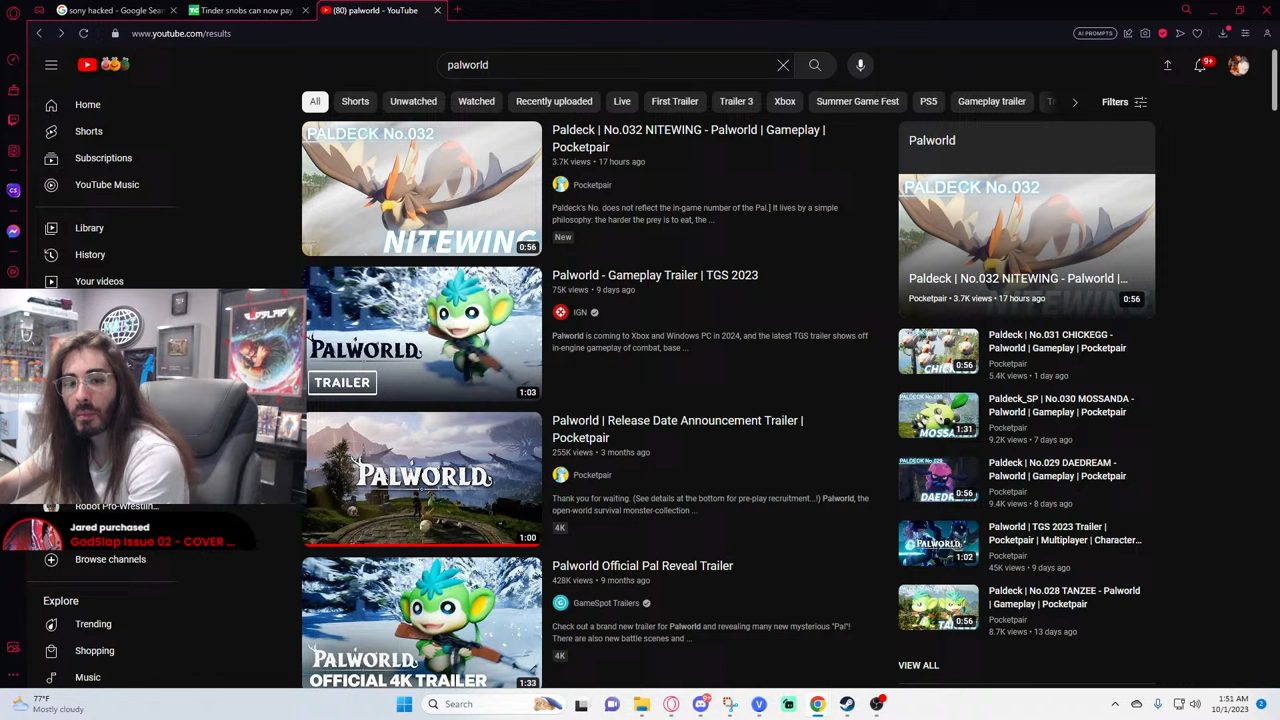 sony hacked - Google Sear
Tinder snobs can now pay
(80) palworld - YouTube
www.youtube.com/results
AI PROMPTS
palworld
9+
All
Shorts
Unwatched
Watched
Recently uploaded
Live
First Trailer
Trailer 3
Xbox
Summer Game Fest
PS5
Gameplay trailer
Filters
Home
Shorts
Subscriptions
YouTube Music
Library
History
Your videos
Robot Pro-Wrestlin...
Jared purchased
GodSlap Issue 02 - COVER ...
Browse channels
Explore
Trending
Shopping
Music
PALDECK No.032
NITEWING
0:56
Paldeck | No.032 NITEWING - Palworld | Gameplay |
Pocketpair
3.7K views • 17 hours ago
Pocketpair
Paldeck's No. does not reflect the in-game number of the Pal.] It lives by a simple
philosophy: the harder the prey is to eat, the ...
New
PALWORLD
TRAILER
1:03
Palworld - Gameplay Trailer | TGS 2023
75K views • 9 days ago
IGN
Palworld is coming to Xbox and Windows PC in 2024, and the latest TGS trailer shows off
in-engine gameplay of combat, base ...
PALWORLD
1:00
Palworld | Release Date Announcement Trailer |
Pocketpair
255K views • 3 months ago
Pocketpair
Thank you for waiting. (See details at the bottom for pre-play recruitment...!) Palworld, the
open-world survival monster-collection ...
4K
PALWORLD
OFFICIAL 4K TRAILER
1:33
Palworld Official Pal Reveal Trailer
428K views • 9 months ago
GameSpot Trailers
Check out a brand new trailer for Palworld and revealing many new mysterious "Pal"!
There are also new battle scenes and ...
4K
Palworld
PALDECK No.032
Paldeck | No.032 NITEWING - Palworld |...
Pocketpair • 3.7K views • 17 hours ago
0:56
0:56
Paldeck | No.031 CHICKEGG -
Palworld | Gameplay | Pocketpair
Pocketpair
5.4K views • 1 day ago
1:31
Paldeck_SP | No.030 MOSSANDA -
Palworld | Gameplay | Pocketpair
Pocketpair
9.2K views • 7 days ago
PALDECK No.029
0:56
Paldeck | No.029 DAEDREAM -
Palworld | Gameplay | Pocketpair
Pocketpair
9.4K views • 8 days ago
PALWORLD
1:02
Palworld | TGS 2023 Trailer |
Pocketpair | Multiplayer | Character...
Pocketpair
45K views • 9 days ago
0:56
Paldeck | No.028 TANZEE - Palworld
| Gameplay | Pocketpair
Pocketpair
8.7K views • 13 days ago
VIEW ALL
77°F
Mostly cloudy
Search
9+
1:51 AM
10/1/2023
2